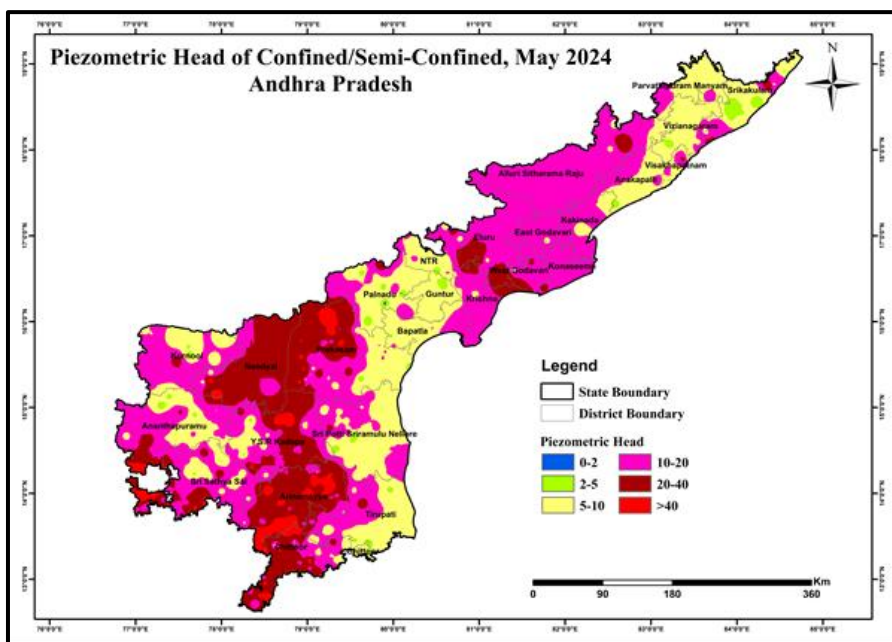 Piezometric Head of Confined/Semi-Confined, May 2024
Andhra Pradesh
N
Parvathipuram Manyam
Srikakulam
Vizianagaram
Visakhapatnam
Anakapalli
Alluri Sitharama Raju
Kakinada
East Godavari
Eluru
Konaseema
West Godavari
Krishna
NTR
Palnadu
Guntur
Bapatla
Prakasam
Kurnool
Nandyal
Ananthapuramu
Y.S.R Kadapa
Sri Potti Sriramulu Nellore
Sri Sathya Sai
Annamayya
Tirupati
Chittoor
Chittoor
Legend
State Boundary
District Boundary
Piezometric Head
0-2 10-20
2-5 20-40
5-10 >40
Km
0 90 180 360